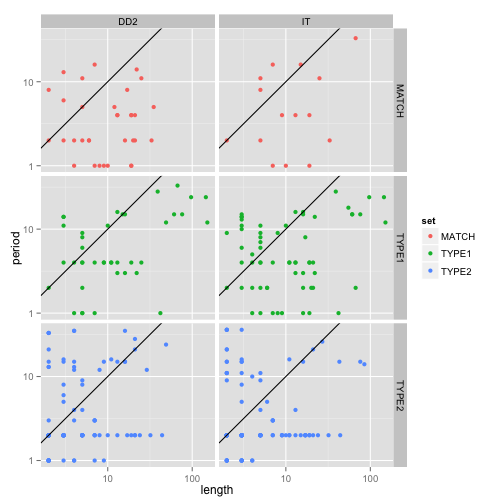 DD2 IT
10
1
MATCH
period
10
1
TYPE1
10
1
TYPE2
10 100 10 100
length
set
MATCH
TYPE1
TYPE2